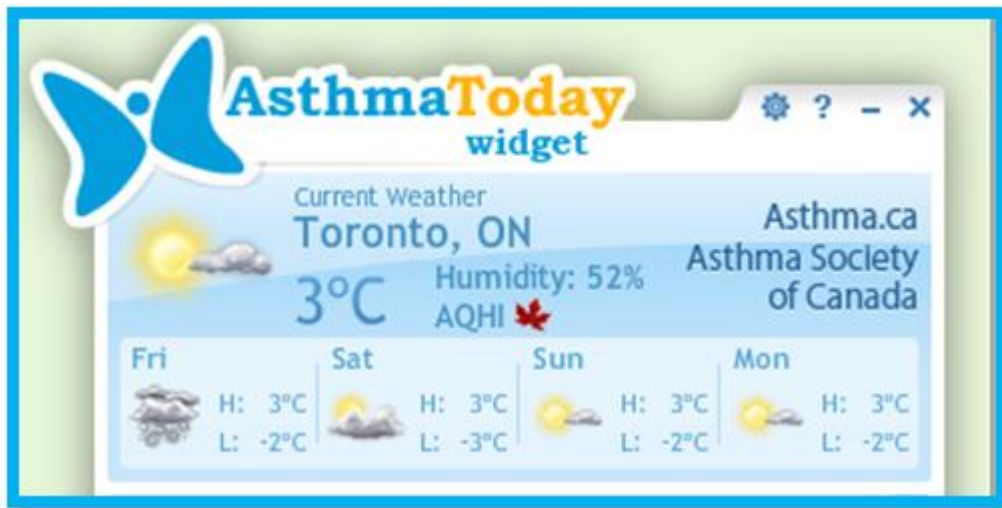 AsthmaToday
widget
? – ×
Current Weather
Toronto, ON
3°C
Humidity: 52%
AQHI
Asthma.ca
Asthma Society
of Canada
Fri
H: 3°C
L: -2°C
Sat
H: 3°C
L: -3°C
Sun
H: 3°C
L: -2°C
Mon
H: 3°C
L: -2°C